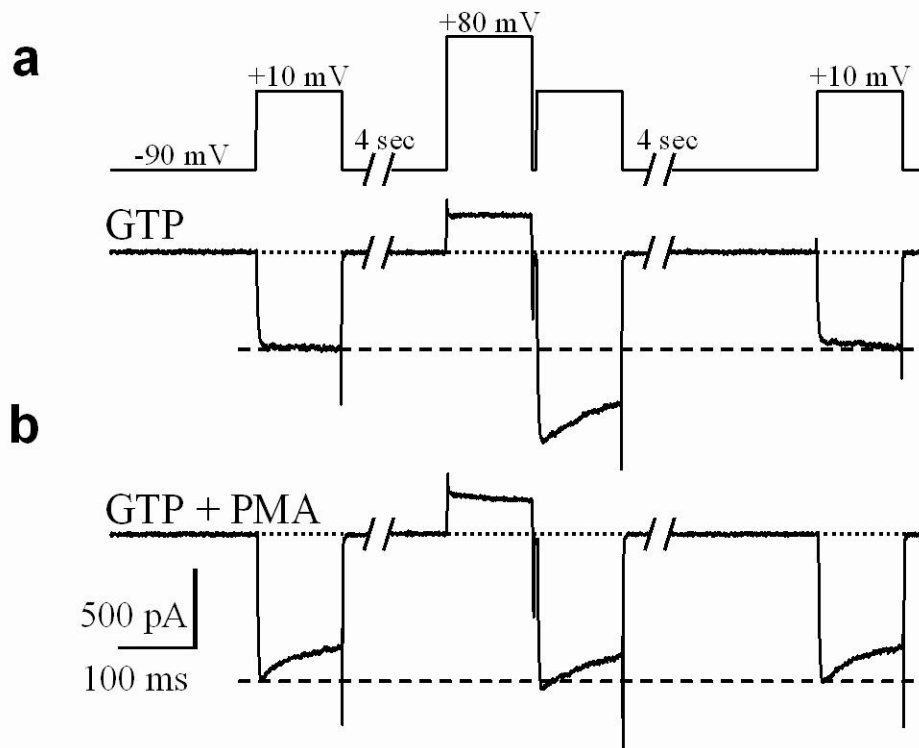 a
+80 mV
+10 mV
+10 mV
-90 mV
4 sec
4 sec
GTP
b
GTP + PMA
500 pA
100 ms